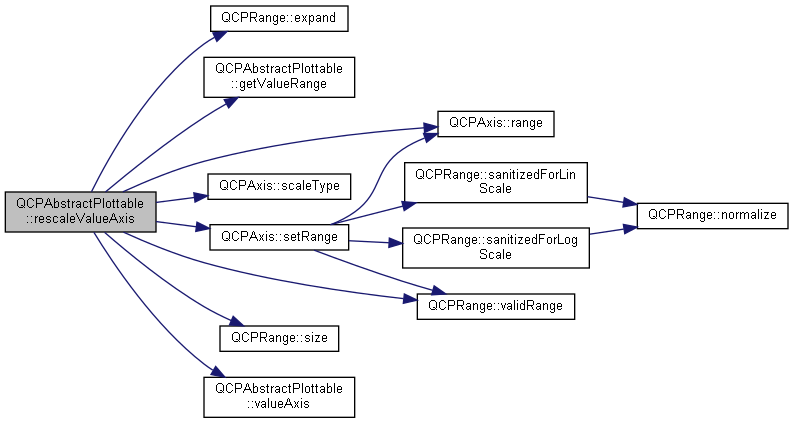 QCPRange::expand
QCPAbstractPlottable
::getValueRange
QCPAxis::range
QCPAxis::scaleType
QCPRange::sanitizedForLin
Scale
QCPAbstractPlottable
::rescaleValueAxis
QCPRange::normalize
QCPAxis::setRange
QCPRange::sanitizedForLog
Scale
QCPRange::validRange
QCPRange::size
QCPAbstractPlottable
::valueAxis